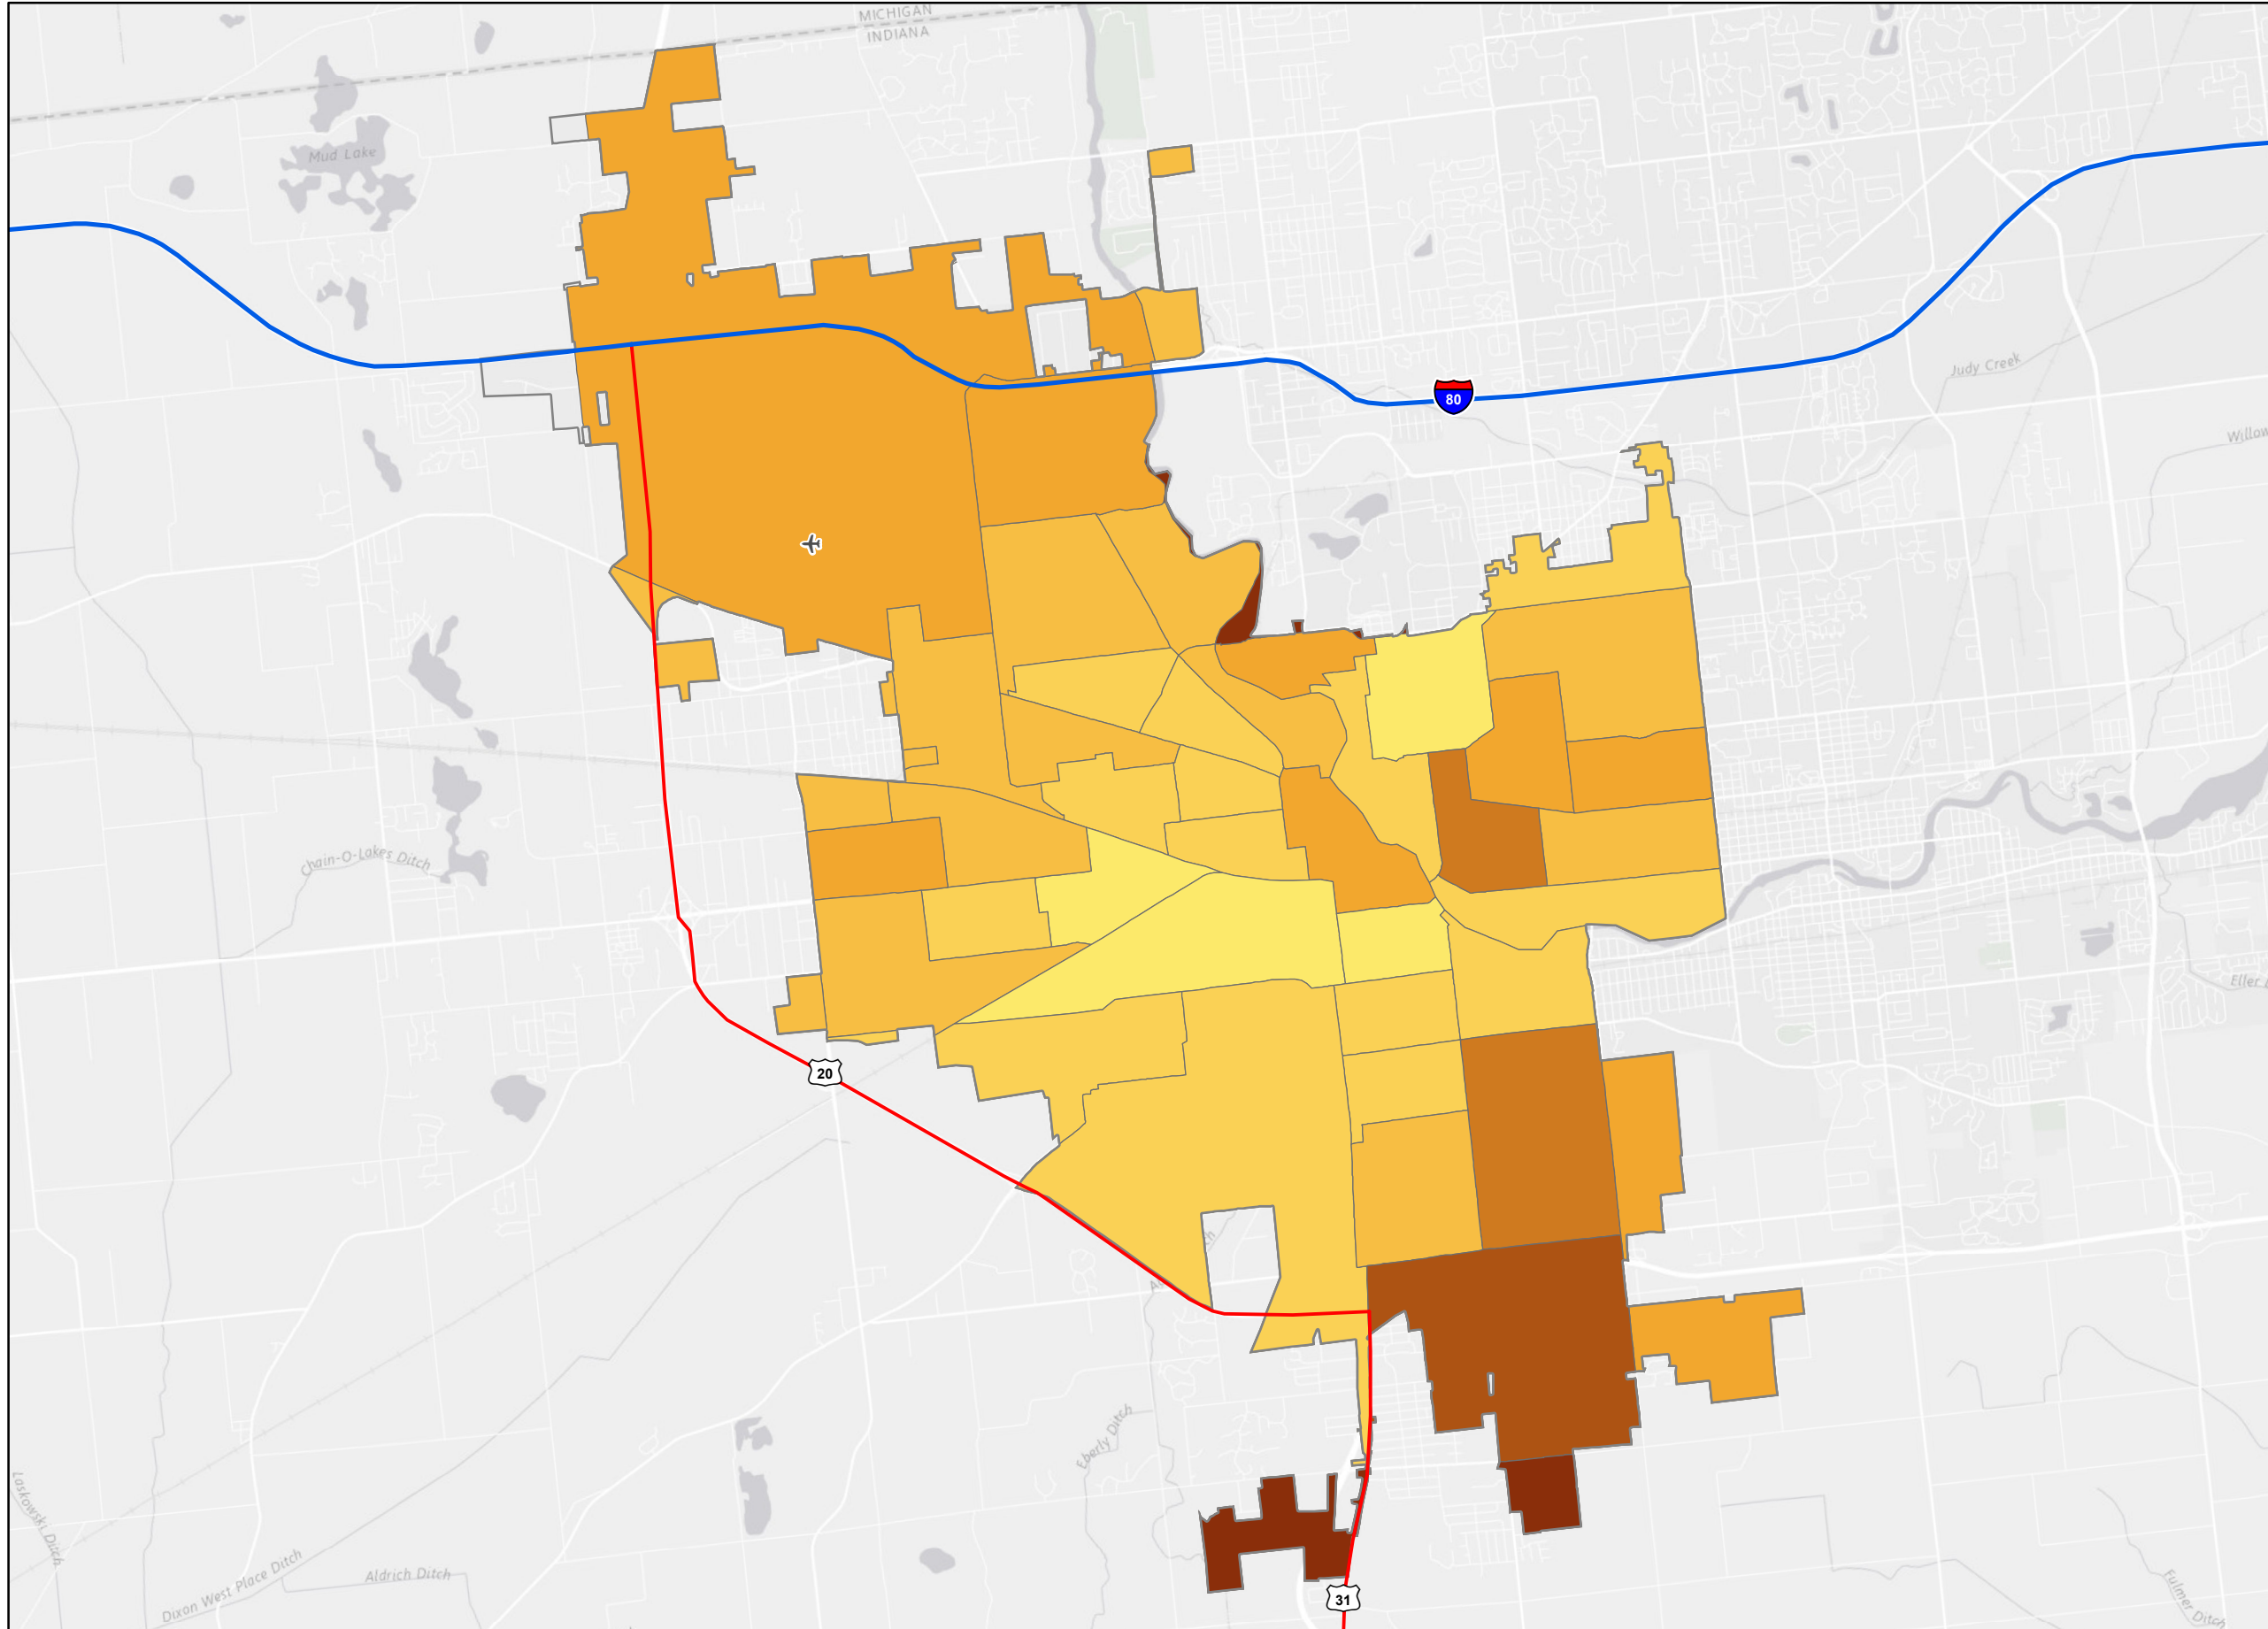 MICHIGAN
INDIANA
Mud Lake
Judy Creek
80
Willow
Chain-O-Lakes Ditch
Eller
20
Eberly Ditch
Laskowski Ditch
Dixon West Place Ditch
Aldrich Ditch
31
Fulmer Ditch